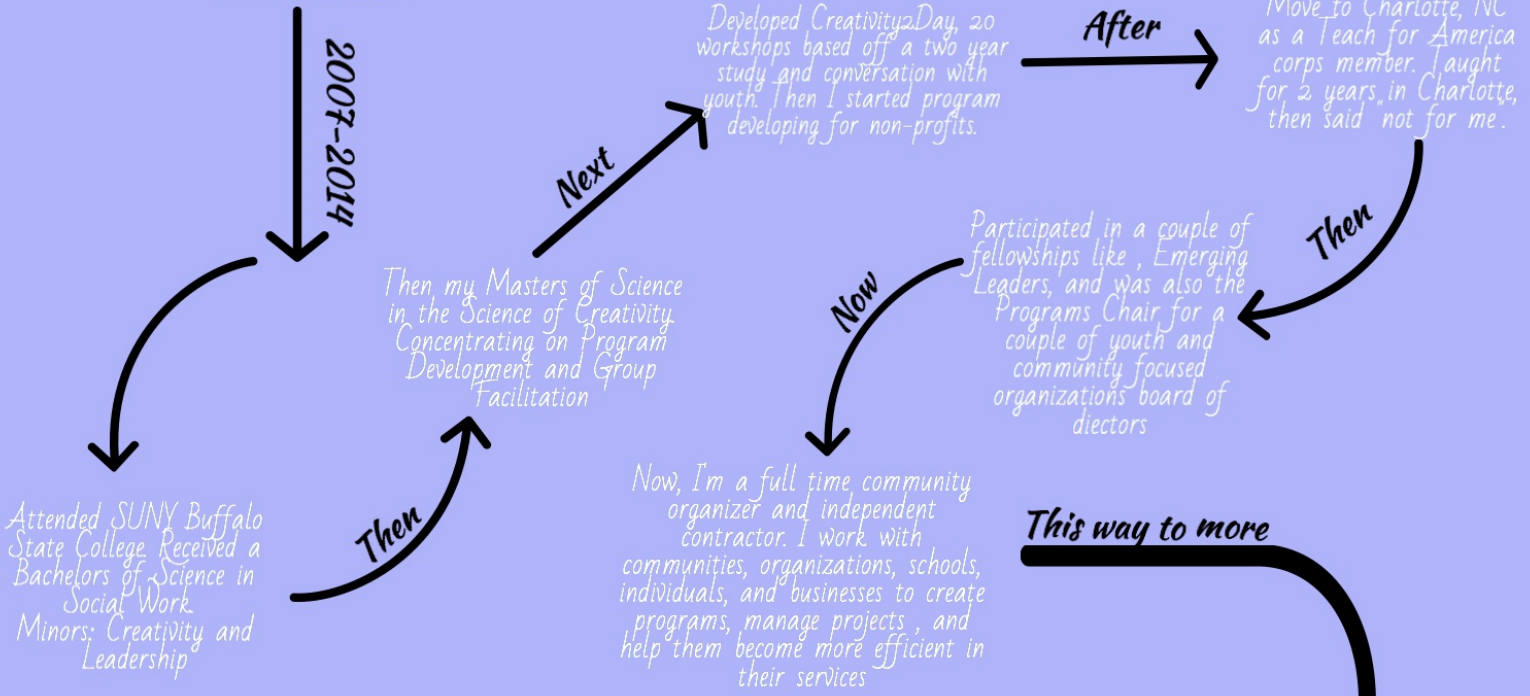 2007-2014
Attended SUNY Buffalo
State College. Received a
Bachelors of Science in
Social Work.
Minors: Creativity and
Leadership
Then
Then my Masters of Science
in the Science of Creativity.
Concentrating on Program
Development and Group
Facilitation
Next
Developed Creativity2Day, 20
workshops based off a two year
study and conversation with
youth. Then I started program
developing for non-profits.
After
Move to Charlotte, NC
as a Teach for America
corps member. Taught
for 2 years in Charlotte,
then said "not for me".
Then
Participated in a couple of
fellowships like , Emerging
Leaders, and was also the
Programs Chair for a
couple of youth and
community focused
organizations board of
diectors
Now
Now, I'm a full time community
organizer and independent
contractor. I work with
communities, organizations, schools,
individuals, and businesses to create
programs, manage projects , and
help them become more efficient in
their services
This way to more